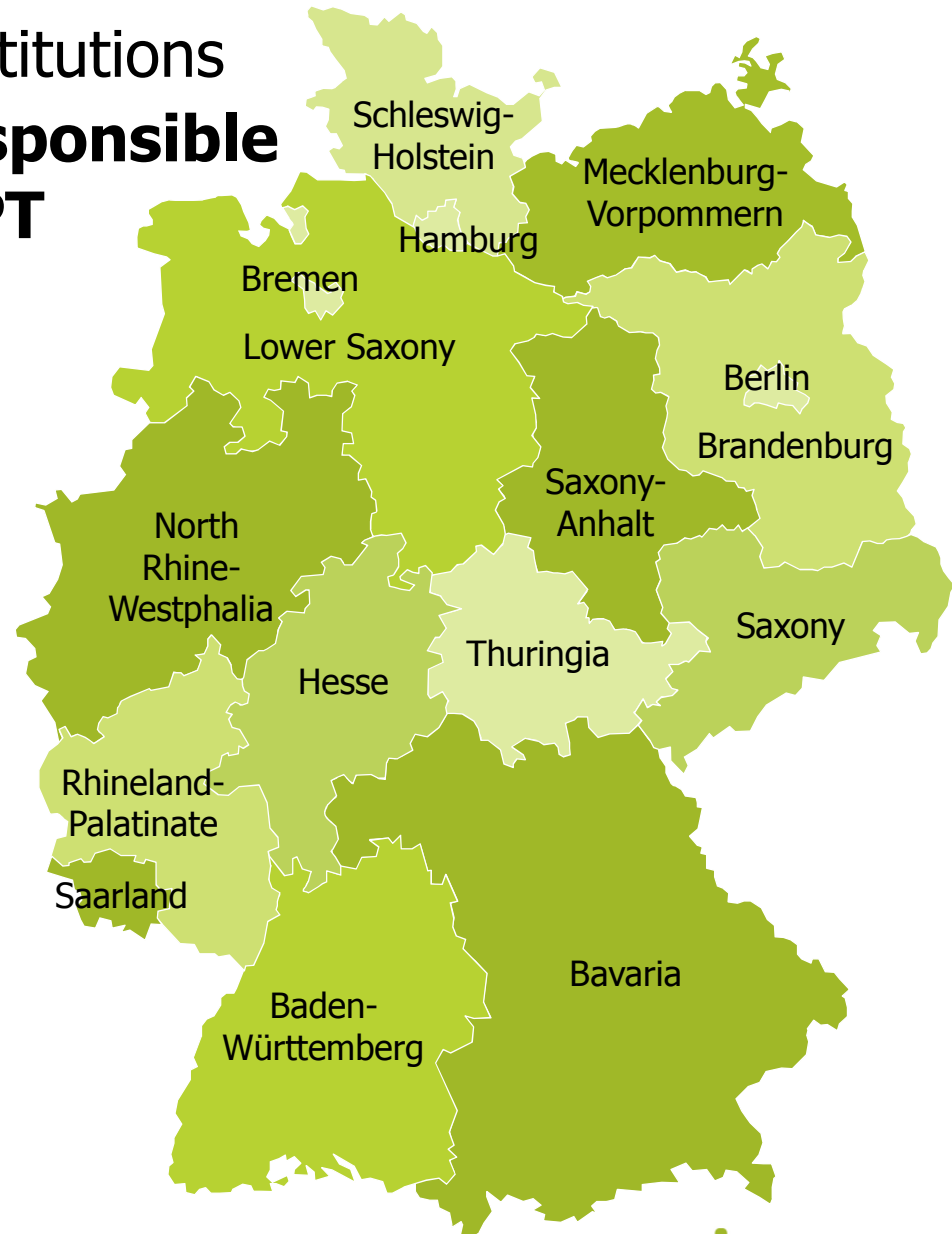 titutions
sponsible
PT
Schleswig-
Holstein
Mecklenburg-
Vorpommern
Hamburg
Bremen
Lower Saxony
Berlin
Brandenburg
Saxony-
Anhalt
North
Rhine-
Westphalia
Saxony
Thuringia
Hesse
Rhineland-
Palatinate
Saarland
Bavaria
Baden-
Württemberg